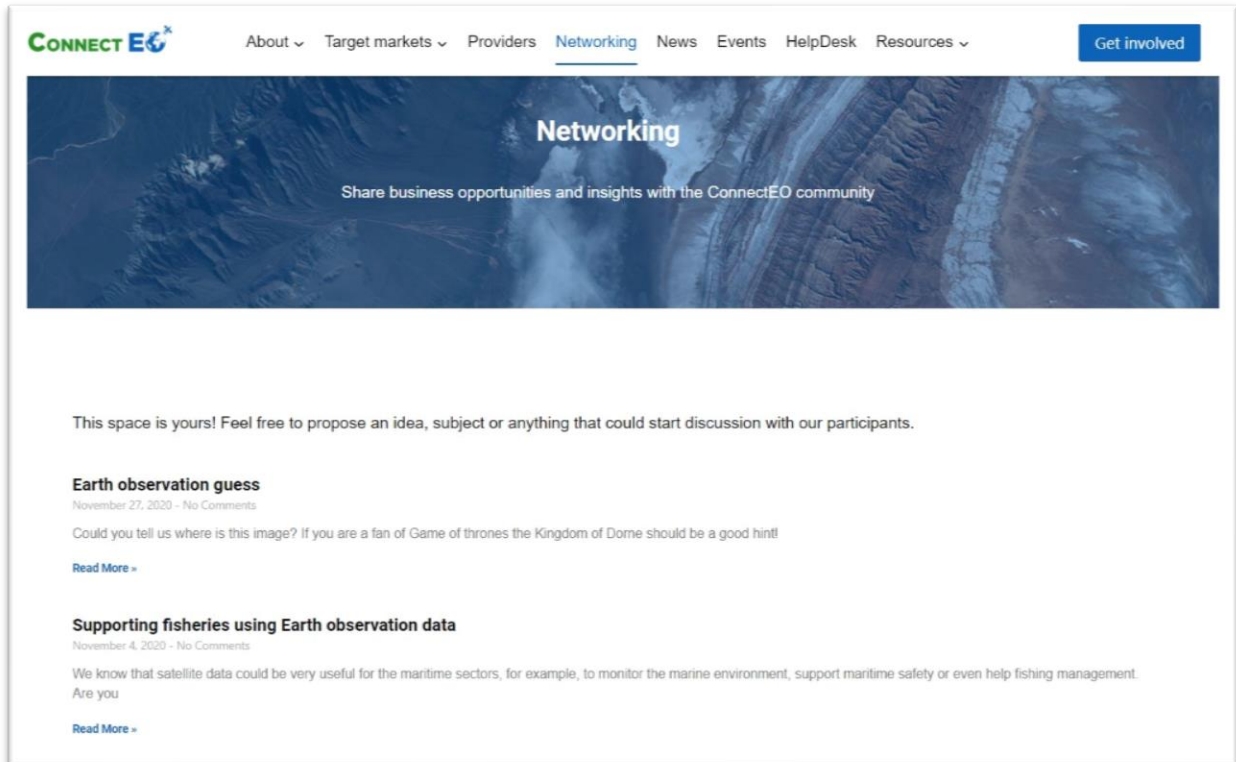 CONNECT EO
About Target markets Providers Networking News Events HelpDesk Resources Get involved
Networking
Share business opportunities and insights with the ConnectEO community
This space is yours! Feel free to propose an idea, subject or anything that could start discussion with our participants.
Earth observation guess
November 27, 2020 - No Comments
Could you tell us where is this image? If you are a fan of Game of thrones the Kingdom of Dorne should be a good hint!
Read More »
Supporting fisheries using Earth observation data
November 4, 2020 - No Comments
We know that satellite data could be very useful for the maritime sectors, for example, to monitor the marine environment, support maritime safety or even help fishing management.
Are you
Read More »